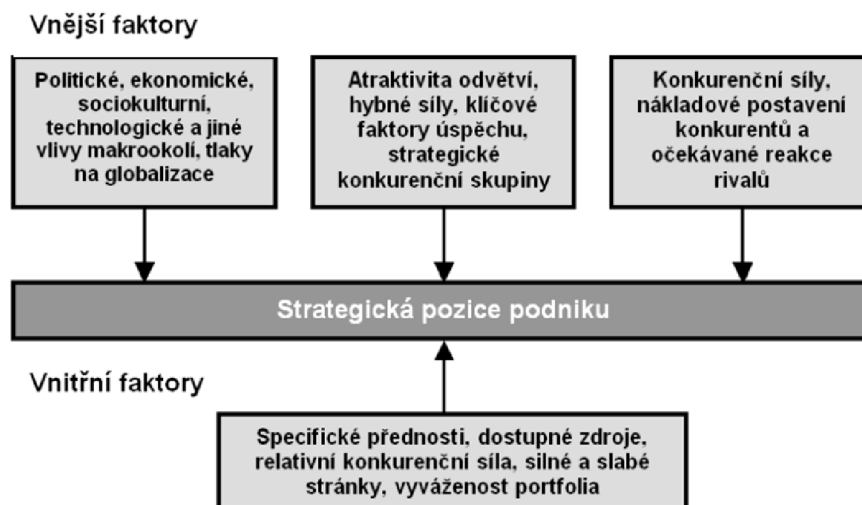 Vnější faktory
Politické, ekonomické,
sociokulturní,
technologické a jiné
vlivy makrookolí, tlaky
na globalizace
Atraktivita odvětví,
hybné síly, klíčové
faktory úspěchu,
strategické
konkurenční skupiny
Konkurenční síly,
nákladové postavení
konkurentů a
očekávané reakce
rivalů
Strategická pozice podniku
Vnitřní faktory
Specifické přednosti, dostupné zdroje,
relativní konkurenční síla, silné a slabé
stránky, vyváženost portfolia